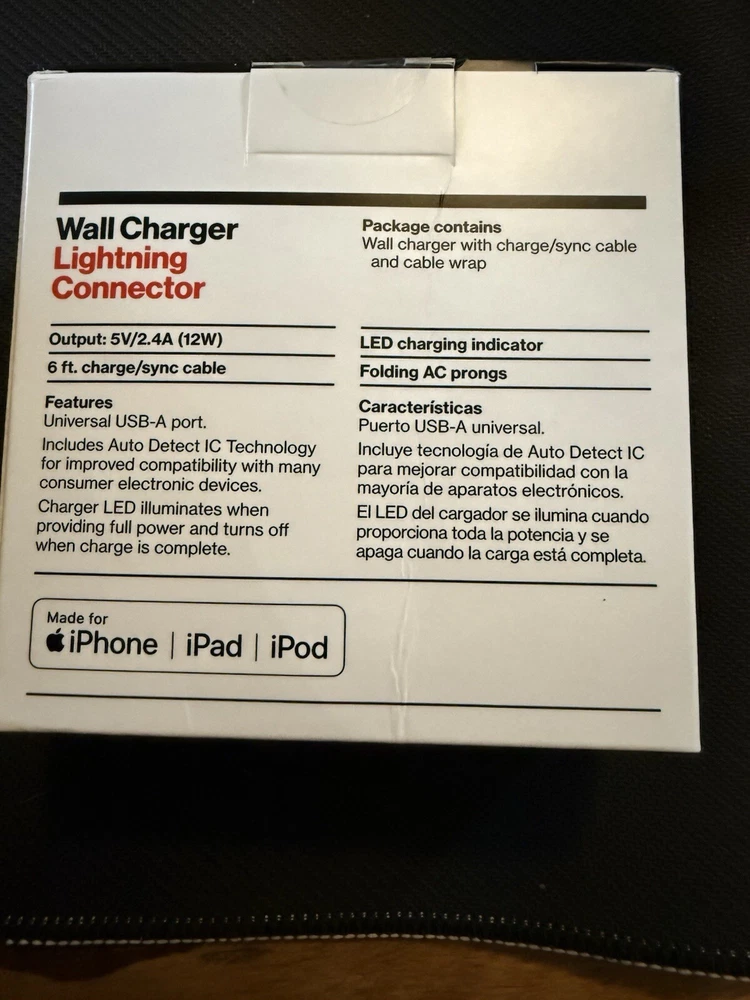 Wall Charger
Lightning
Connector
Package contains
Wall charger with charge/sync cable
and cable wrap
Output: 5V/2.4A (12W)
6 ft. charge/sync cable
LED charging indicator
Folding AC prongs
Features
Universal USB-A port.
Includes Auto Detect IC Technology
for improved compatibility with many
consumer electronic devices.
Charger LED illuminates when
providing full power and turns off
when charge is complete.
Características
Puerto USB-A universal.
Incluye tecnología de Auto Detect IC
para mejorar compatibilidad con la
mayoría de aparatos electrónicos.
El LED del cargador se ilumina cuando
proporciona toda la potencia y se
apaga cuando la carga está completa.
Made for
iPhone | iPad | iPod